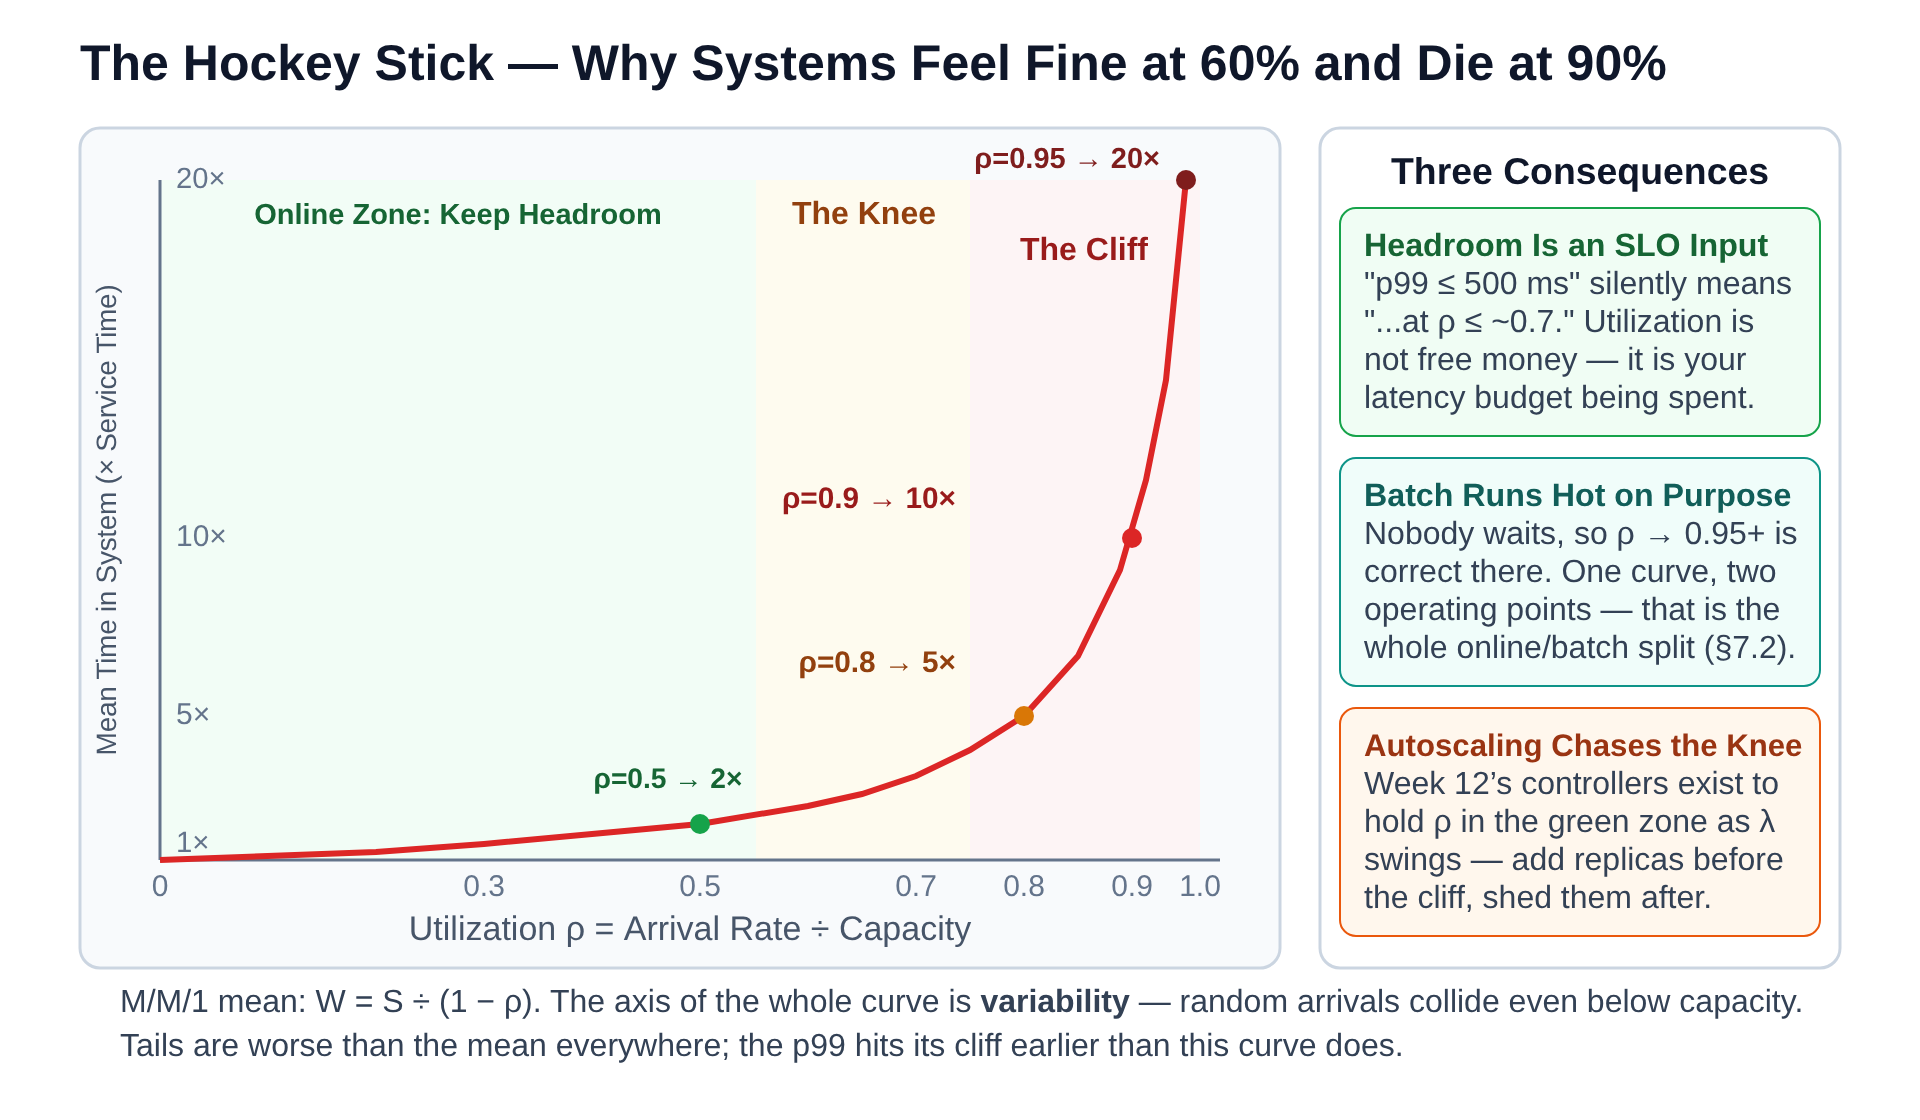 The Hockey Stick — Why Systems Feel Fine at 60% and Die at 90%
Mean Time in System (× Service Time)
20×
10×
5×
1×
Online Zone: Keep Headroom
The Knee
The Cliff
ρ=0.95 → 20×
ρ=0.9 → 10×
ρ=0.8 → 5×
ρ=0.5 → 2×
0 0.3 0.5 0.7 0.8 0.9 1.0
Utilization ρ = Arrival Rate ÷ Capacity
Three Consequences
Headroom Is an SLO Input
"p99 ≤ 500 ms" silently means
"...at ρ ≤ ~0.7." Utilization is
not free money — it is your
latency budget being spent.
Batch Runs Hot on Purpose
Nobody waits, so ρ → 0.95+ is
correct there. One curve, two
operating points — that is the
whole online/batch split (§7.2).
Autoscaling Chases the Knee
Week 12’s controllers exist to
hold ρ in the green zone as λ
swings — add replicas before
the cliff, shed them after.
M/M/1 mean: W = S ÷ (1 − ρ). The axis of the whole curve is variability — random arrivals collide even below capacity.
Tails are worse than the mean everywhere; the p99 hits its cliff earlier than this curve does.